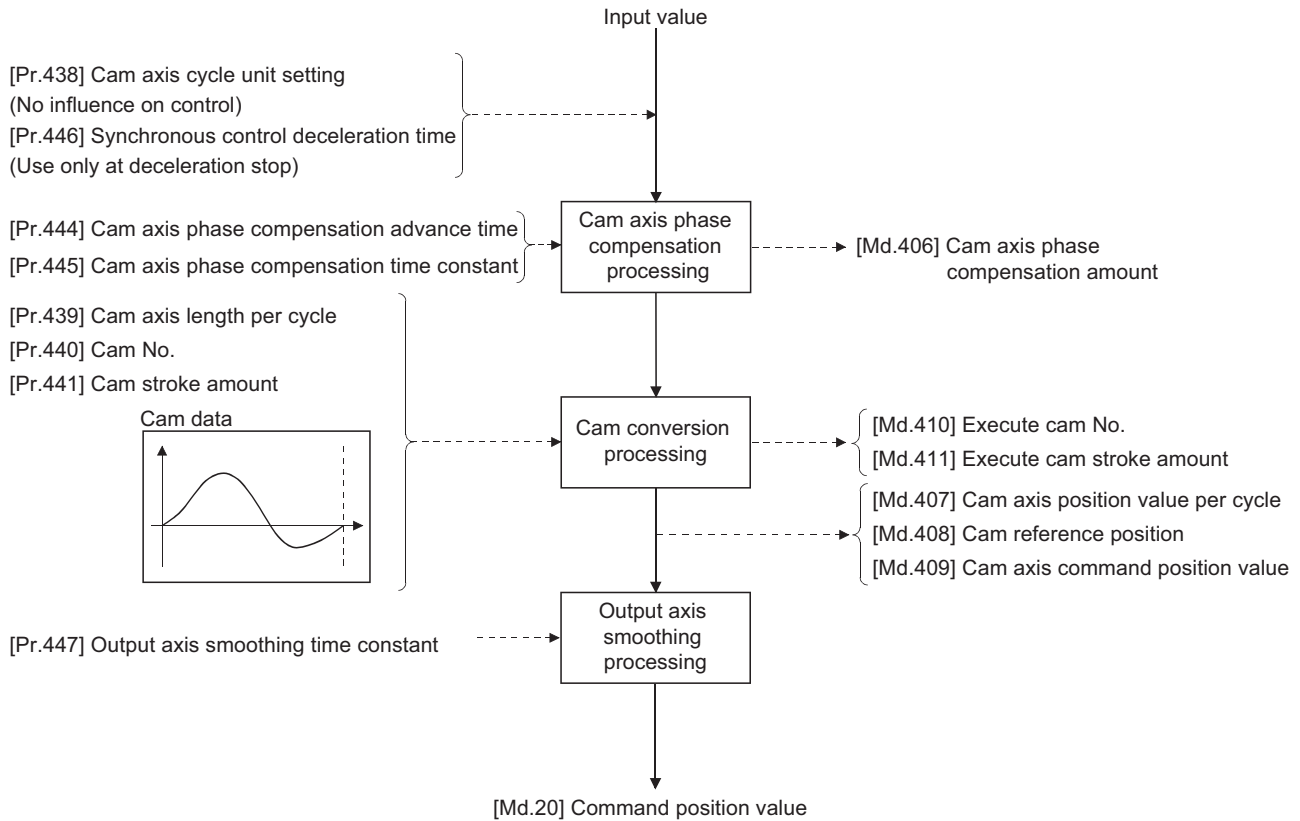 Input value
[Pr.438] Cam axis cycle unit setting
(No influence on control)
[Pr.446] Synchronous control deceleration time
(Use only at deceleration stop)
[Pr.444] Cam axis phase compensation advance time
[Pr.445] Cam axis phase compensation time constant
Cam axis phase
compensation
processing
[Md.406] Cam axis phase
compensation amount
[Pr.439] Cam axis length per cycle
[Pr.440] Cam No.
[Pr.441] Cam stroke amount
Cam data
Cam conversion
processing
[Md.410] Execute cam No.
[Md.411] Execute cam stroke amount
[Md.407] Cam axis position value per cycle
[Md.408] Cam reference position
[Md.409] Cam axis command position value
[Pr.447] Output axis smoothing time constant
Output axis
smoothing
processing
[Md.20] Command position value